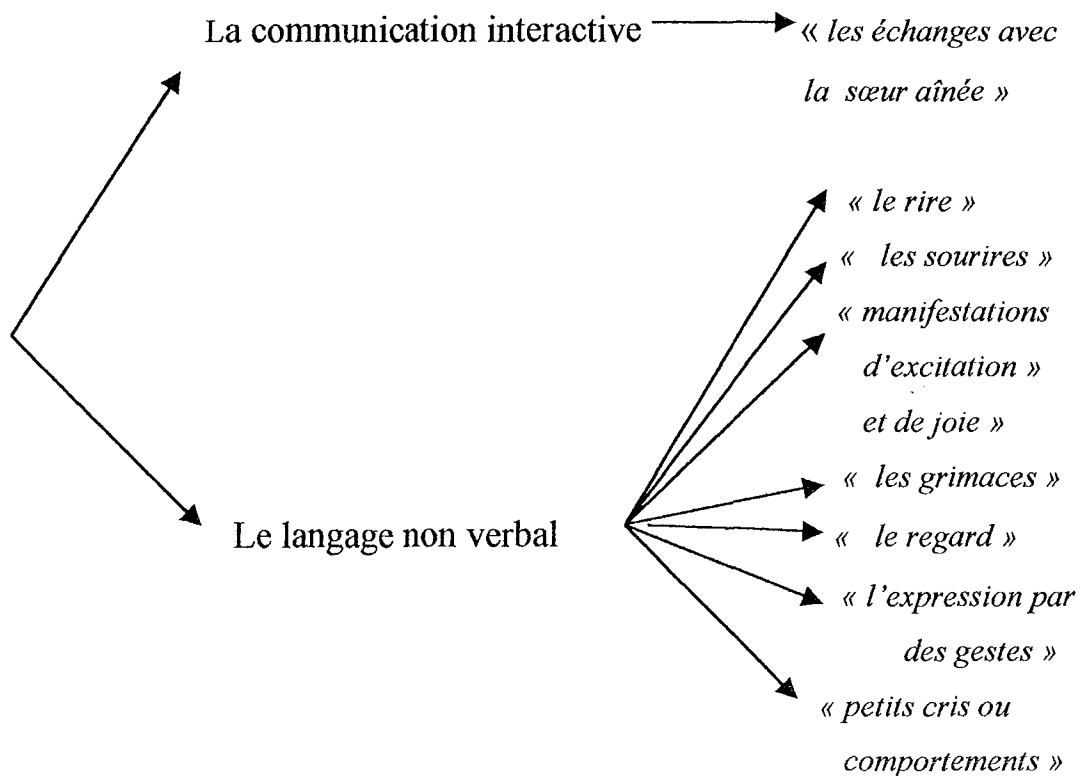 La communication interactive
« les échanges avec
la sœur aînée »
« le rire »
« les sourires »
« manifestations
d'excitation »
et de joie »
« les grimaces »
« le regard »
Le langage non verbal
« l'expression par
des gestes »
« petits cris ou
comportements »